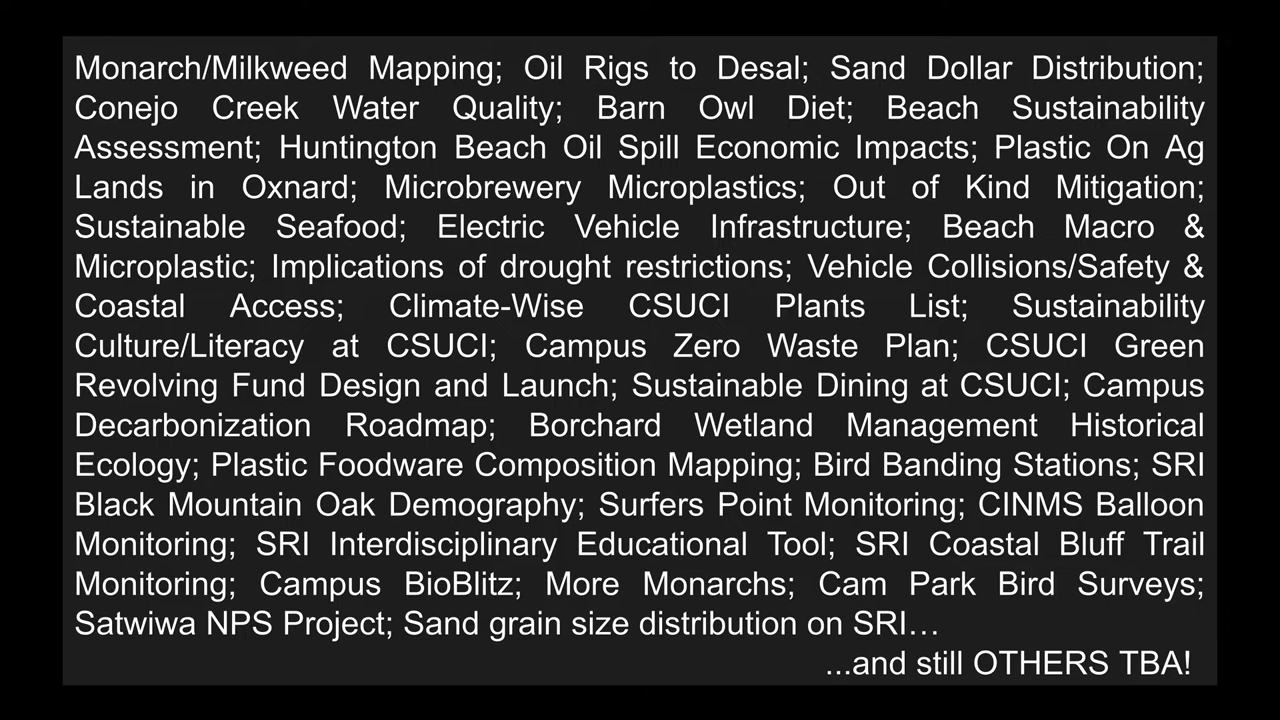 Monarch/Milkweed Mapping; Oil Rigs to Desal; Sand Dollar Distribution;
Conejo Creek Water Quality; Barn Owl Diet; Beach Sustainability
Assessment; Huntington Beach Oil Spill Economic Impacts; Plastic On Ag
Lands in Oxnard; Microbrewery Microplastics; Out of Kind Mitigation;
Sustainable Seafood; Electric Vehicle Infrastructure; Beach Macro &
Microplastic; Implications of drought restrictions; Vehicle Collisions/Safety &
Coastal Access; Climate-Wise CSUCI Plants List; Sustainability
Culture/Literacy at CSUCI; Campus Zero Waste Plan; CSUCI Green
Revolving Fund Design and Launch; Sustainable Dining at CSUCI; Campus
Decarbonization Roadmap; Borchard Wetland Management Historical
Ecology; Plastic Foodware Composition Mapping; Bird Banding Stations; SRI
Black Mountain Oak Demography; Surfers Point Monitoring; CINMS Balloon
Monitoring; SRI Interdisciplinary Educational Tool; SRI Coastal Bluff Trail
Monitoring; Campus BioBlitz; More Monarchs; Cam Park Bird Surveys;
Satwiwa NPS Project; Sand grain size distribution on SRI…
...and still OTHERS TBA!